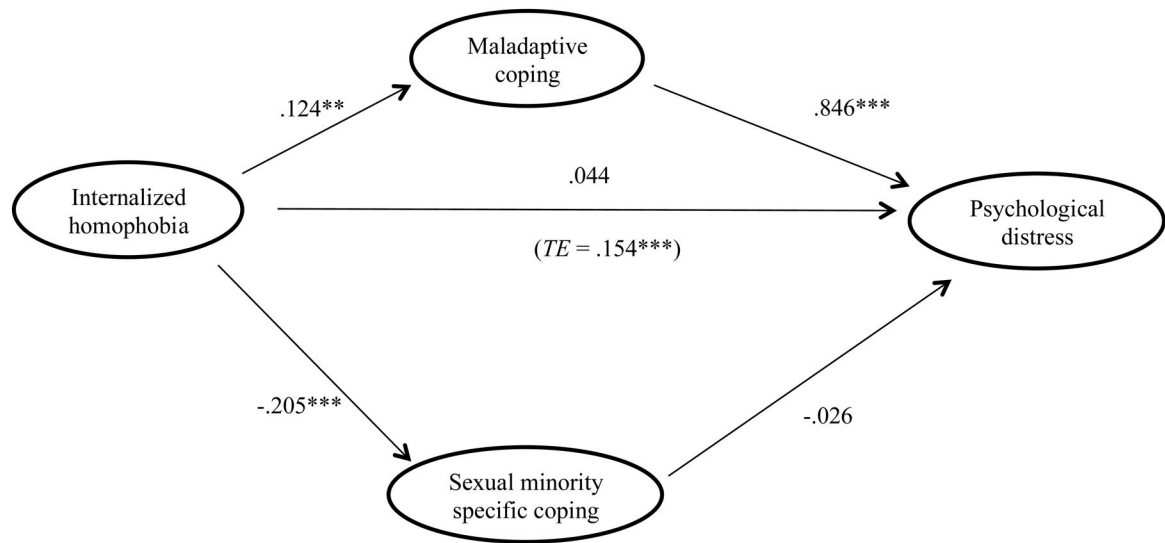 Maladaptive
coping
.124**
.846***
Internalized
homophobia
.044
Psychological
distress
(TE = .154***)
-.205***
-.026
Sexual minority
specific coping